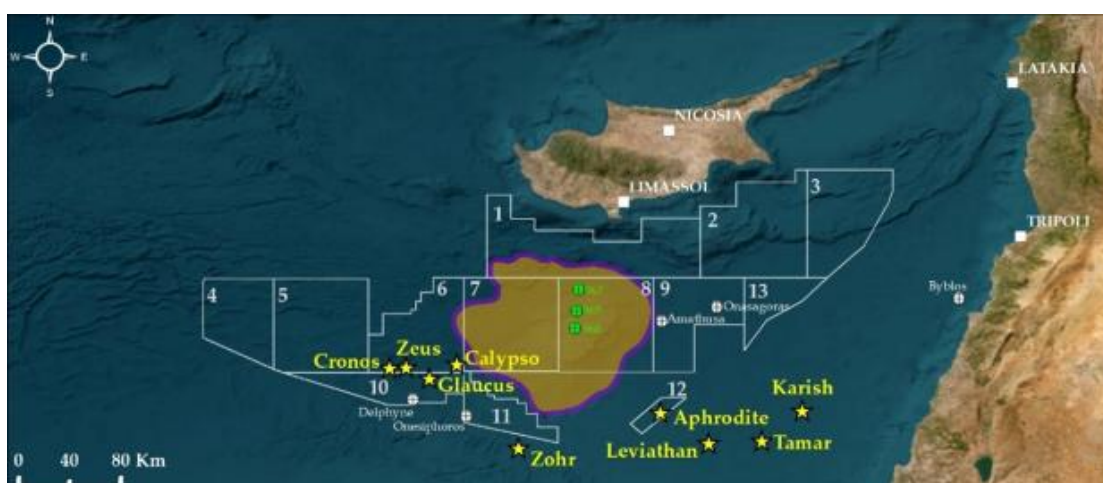 N
W E
S
LATAKIA
NICOSIA
LIMASSOL
3
1
2
TRIPOLI
4
5
6
7
8
9
13
Onasagoras
Byblos
Amathusa
Cronos
Zeus
Calypso
Glaucus
10
12
Karish
Delphyne
Onesiphoros
11
Aphrodite
Leviathan
Tamar
Zohr
0 40 80 Km